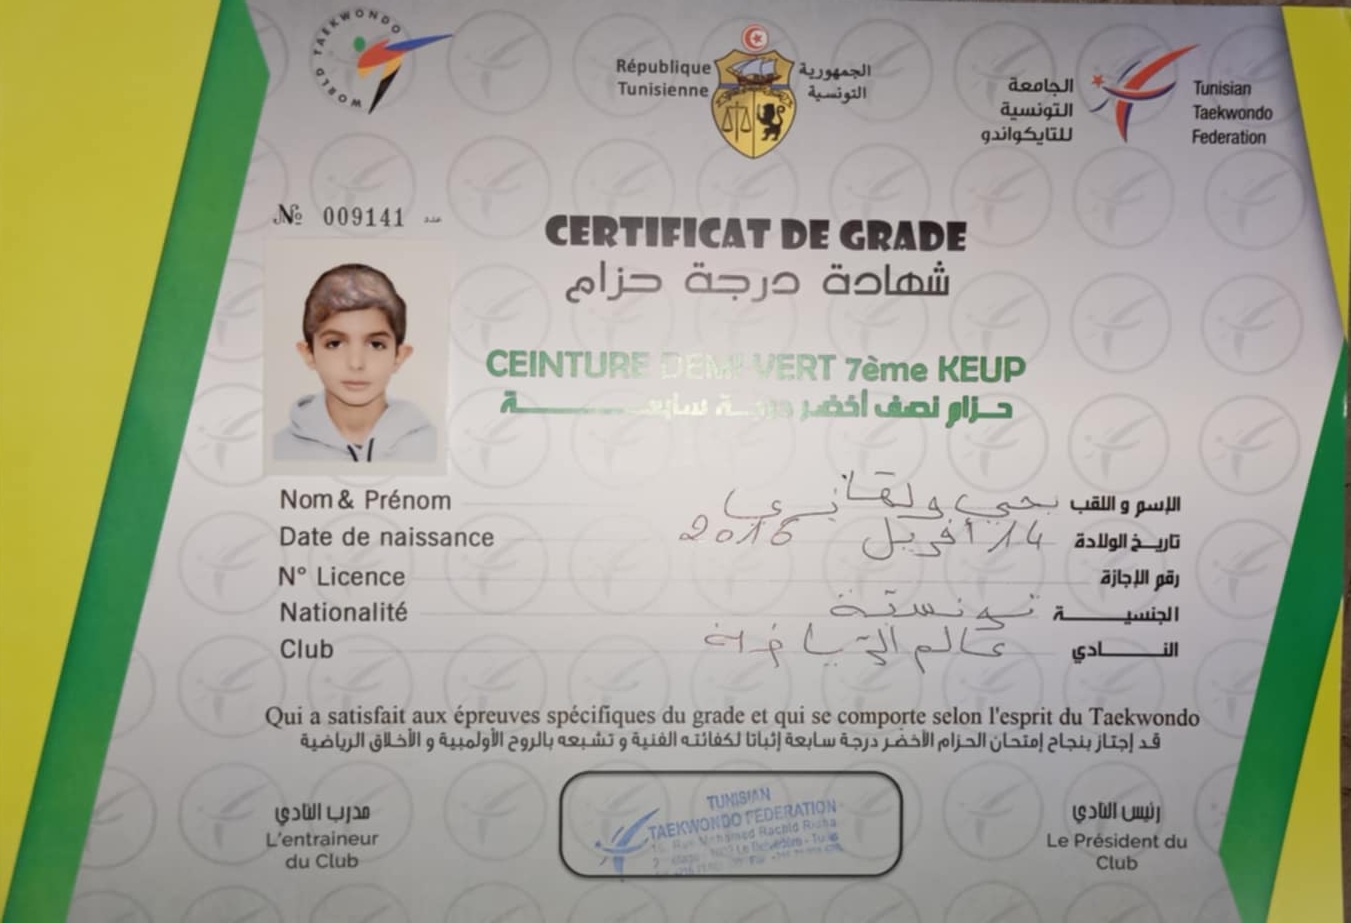 WORLD TAEKWONDO
République
Tunisienne
الجمهورية
التونسية
الجامعة
التونسية
للتايكواندو
Tunisian
Taekwondo
Federation
№ 009141 عدد
CERTIFICAT DE GRADE
شهادة درجة حزام
CEINTURE DEMI VERT 7ème KEUP
حزام نصف أخضر درجة سابعة
Nom & Prénom يحي ولقا الإسم و اللقب
Date de naissance 14 أفريل 2016 تاريخ الولادة
N° Licence رقم الإجازة
Nationalité تونسية الجنسية
Club عالم الرياضة النادي
Qui a satisfait aux épreuves spécifiques du grade et qui se comporte selon l'esprit du Taekwondo
قد إجتاز بنجاح إمتحان الحزام الأخضر درجة سابعة إثباتا لكفائته الفنية و تشبعه بالروح الأولمبية و الأخلاق الرياضية
مدرب النادي
L'entraineur
du Club
TUNISIAN
TAEKWONDO FEDERATION
رئيس النادي
Le Président du
Club